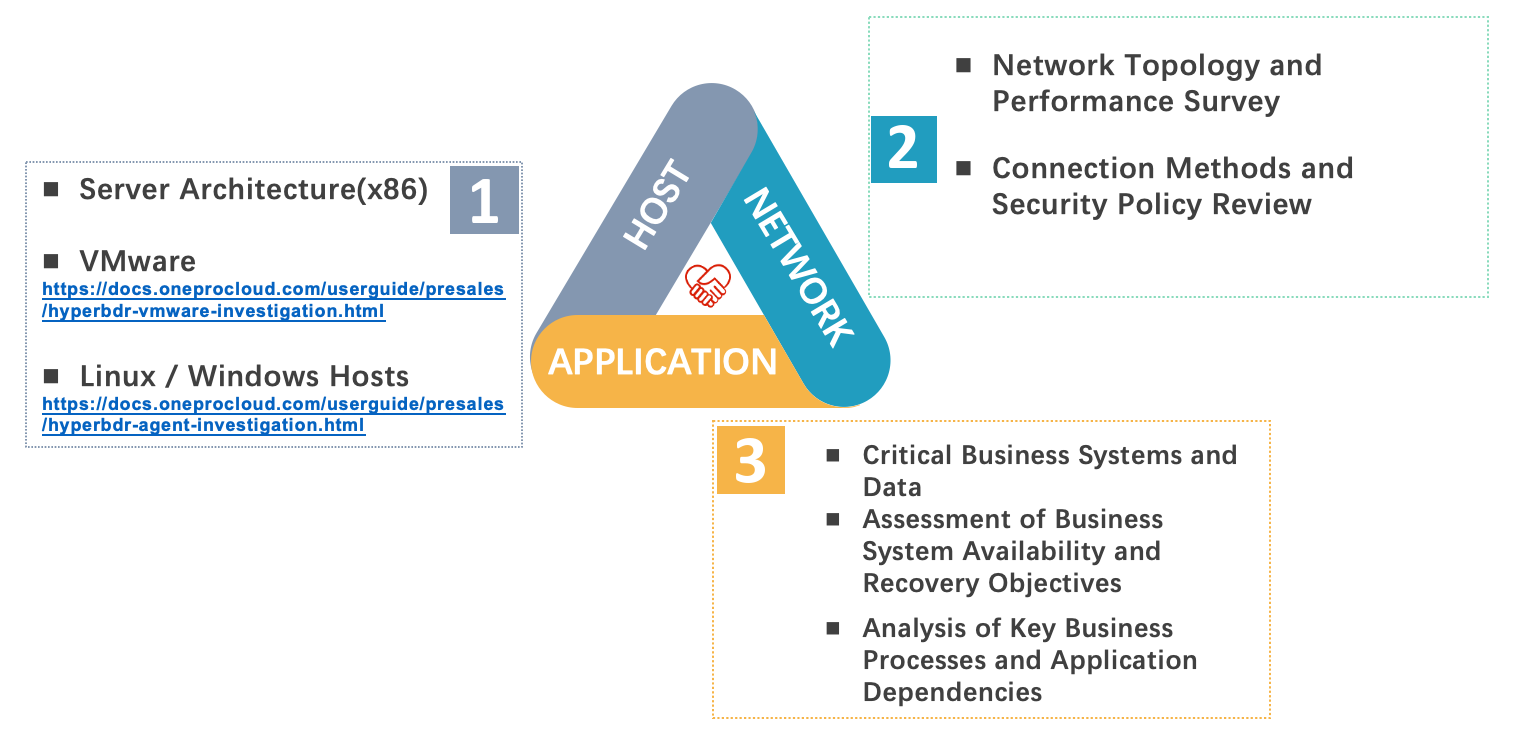 1
■ Server Architecture(x86)
■ VMware
https://docs.oneprocloud.com/userguide/presales
/hyperbdr-vmware-investigation.html
■ Linux / Windows Hosts
https://docs.oneprocloud.com/userguide/presales
/hyperbdr-agent-investigation.html
HOST
NETWORK
APPLICATION
2
■ Network Topology and
Performance Survey
■ Connection Methods and
Security Policy Review
3
■ Critical Business Systems and
Data
■ Assessment of Business
System Availability and
Recovery Objectives
■ Analysis of Key Business
Processes and Application
Dependencies